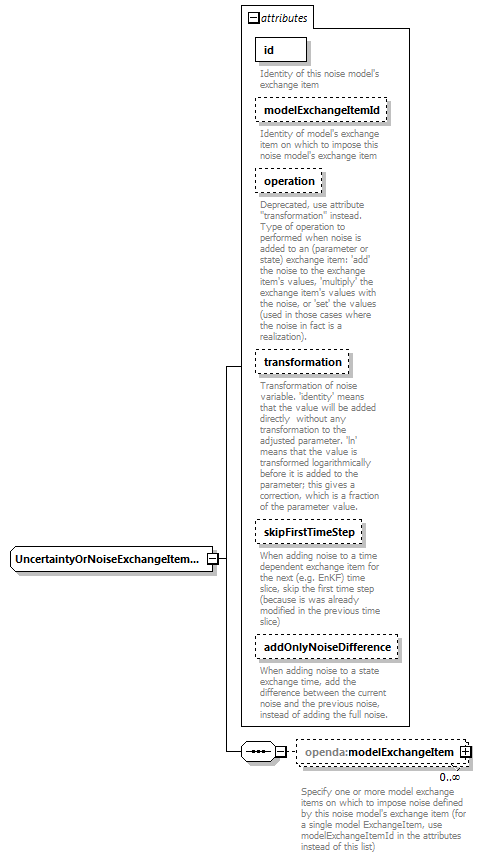 attributes
id
Identity of this noise model's
exchange item
modelExchangeItemId
Identity of model's exchange
item on which to impose this
noise model's exchange item
operation
Deprecated, use attribute
"transformation" instead.
Type of operation to
performed when noise is
added to an (parameter or
state) exchange item: 'add'
the noise to the exchange
item's values, 'multiply' the
exchange item's values with
the noise, or 'set' the values
(used in those cases where
the noise in fact is a
realization).
transformation
Transformation of noise
variable. 'identity' means
that the value will be added
directly  without any
transformation to the
adjusted parameter. 'ln'
means that the value is
transformed logarithmically
before it is added to the
parameter; this gives a
correction, which is a fraction
of the parameter value.
skipFirstTimeStep
When adding noise to a time
dependent exchange item for
the next (e.g. EnKF) time
slice, skip the first time step
(because is was already
modified in the previous time
slice)
UncertaintyOrNoiseExchangeItem...
addOnlyNoiseDifference
When adding noise to a state
exchange time, add the
difference between the current
noise and the previous noise,
instead of adding the full noise.
openda:modelExchangeItem
0..∞
Specify one or more model exchange
items on which to impose noise defined
by this noise model's exchange item (for
a single model ExchangeItem, use
modelExchangeItemId in the attributes
instead of this list)